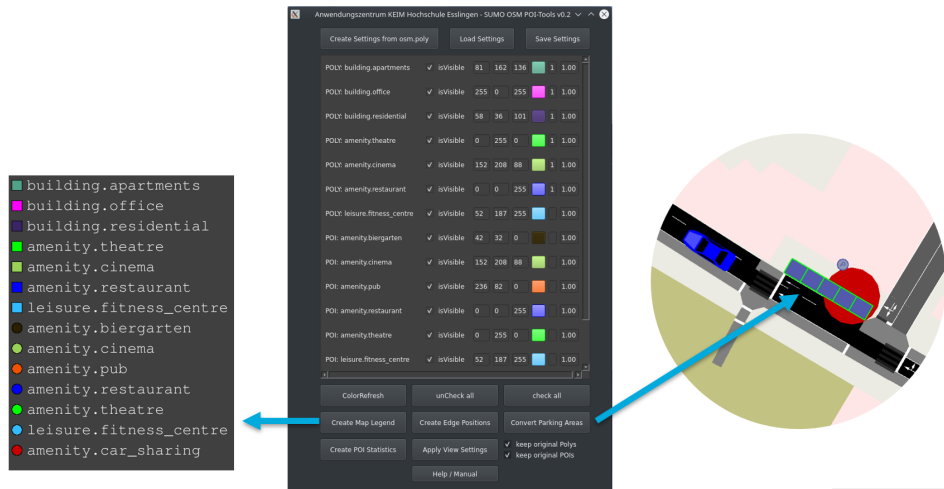 Anwendungszentrum KEIM Hochschule Esslingen - SUMO OSM POI-Tools v0.2
Create Settings from osm.poly Load Settings Save Settings
POLY: building.apartments ✓ isVisible 81 162 136 1 1.00
POLY: building.office ✓ isVisible 255 0 255 1 1.00
POLY: building.residential ✓ isVisible 58 36 101 1 1.00
POLY: amenity.theatre ✓ isVisible 0 255 0 1 1.00
POLY: amenity.cinema ✓ isVisible 152 208 88 1 1.00
POLY: amenity.restaurant ✓ isVisible 0 0 255 1 1.00
POLY: leisure.fitness_centre ✓ isVisible 52 187 255 1.00
POI: amenity.biergarten ✓ isVisible 42 32 0 1.00
POI: amenity.cinema ✓ isVisible 152 208 88 1.00
POI: amenity.pub ✓ isVisible 236 82 0 1.00
POI: amenity.restaurant ✓ isVisible 0 0 255 1.00
POI: amenity.theatre ✓ isVisible 0 255 0 1.00
POI: leisure.fitness_centre ✓ isVisible 52 187 255 1.00
ColorRefresh unCheck all check all
Create Map Legend Create Edge Positions Convert Parking Areas
Create POI Statistics Apply View Settings ✓ keep original Polys
✓ keep original POIs
Help / Manual
building.apartments
building.office
building.residential
amenity.theatre
amenity.cinema
amenity.restaurant
leisure.fitness_centre
amenity.biergarten
amenity.cinema
amenity.pub
amenity.restaurant
amenity.theatre
leisure.fitness_centre
amenity.car_sharing